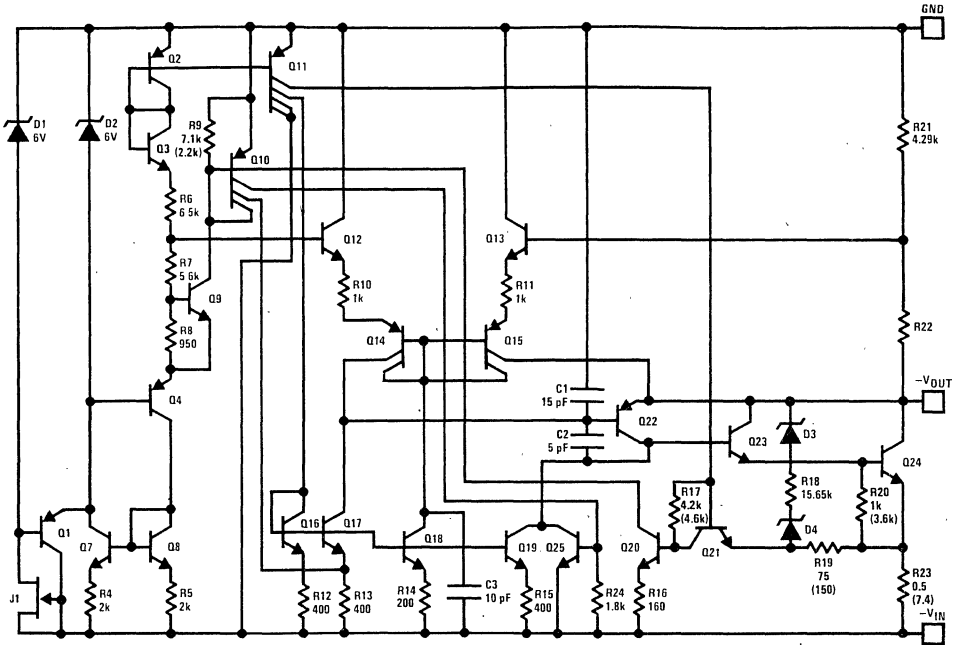 GND
Q2
Q11
D1
6V
D2
6V
R9
7.1k
(2.2k)
Q3
Q10
R21
4.29k
R6
6 5k
Q12
Q13
R7
5 6k
Q9
R10
1k
R11
1k
R8
950
R22
Q14
Q15
-VOUT
Q4
C1
15 pF
Q22
C2
5 pF
Q23
D3
Q24
R18
15.65k
R20
1k
(3.6k)
R17
4.2k
(4.6k)
Q1
Q7
Q8
Q16
Q17
Q18
Q19
Q25
Q20
Q21
D4
R19
75
(150)
J1
R4
2k
R5
2k
R12
400
R13
400
R14
200
C3
10 pF
R15
400
R24
1.8k
R16
160
R23
0.5
(7.4)
-VIN